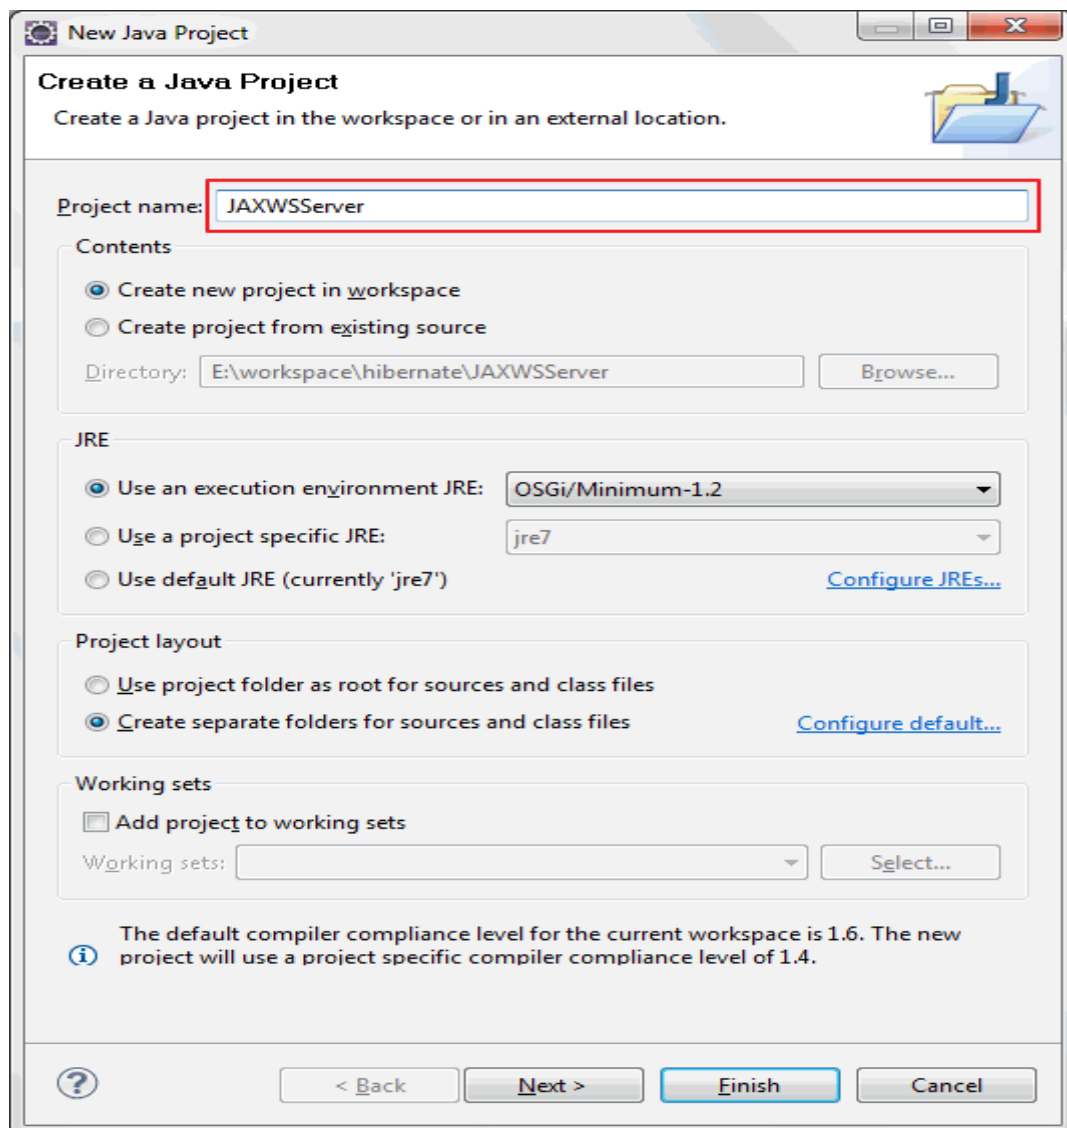 New Java Project
Create a Java Project
Create a Java project in the workspace or in an external location.
Project name: JAXWSServer
Contents
Create new project in workspace
Create project from existing source
Directory: E:\workspace\hibernate\JAXWSServer Browse...
JRE
Use an execution environment JRE: OSGi/Minimum-1.2
Use a project specific JRE: jre7
Use default JRE (currently 'jre7') Configure JREs...
Project layout
Use project folder as root for sources and class files
Create separate folders for sources and class files Configure default...
Working sets
Add project to working sets
Working sets: Select...
The default compiler compliance level for the current workspace is 1.6. The new
project will use a project specific compiler compliance level of 1.4.
< Back Next > Finish Cancel